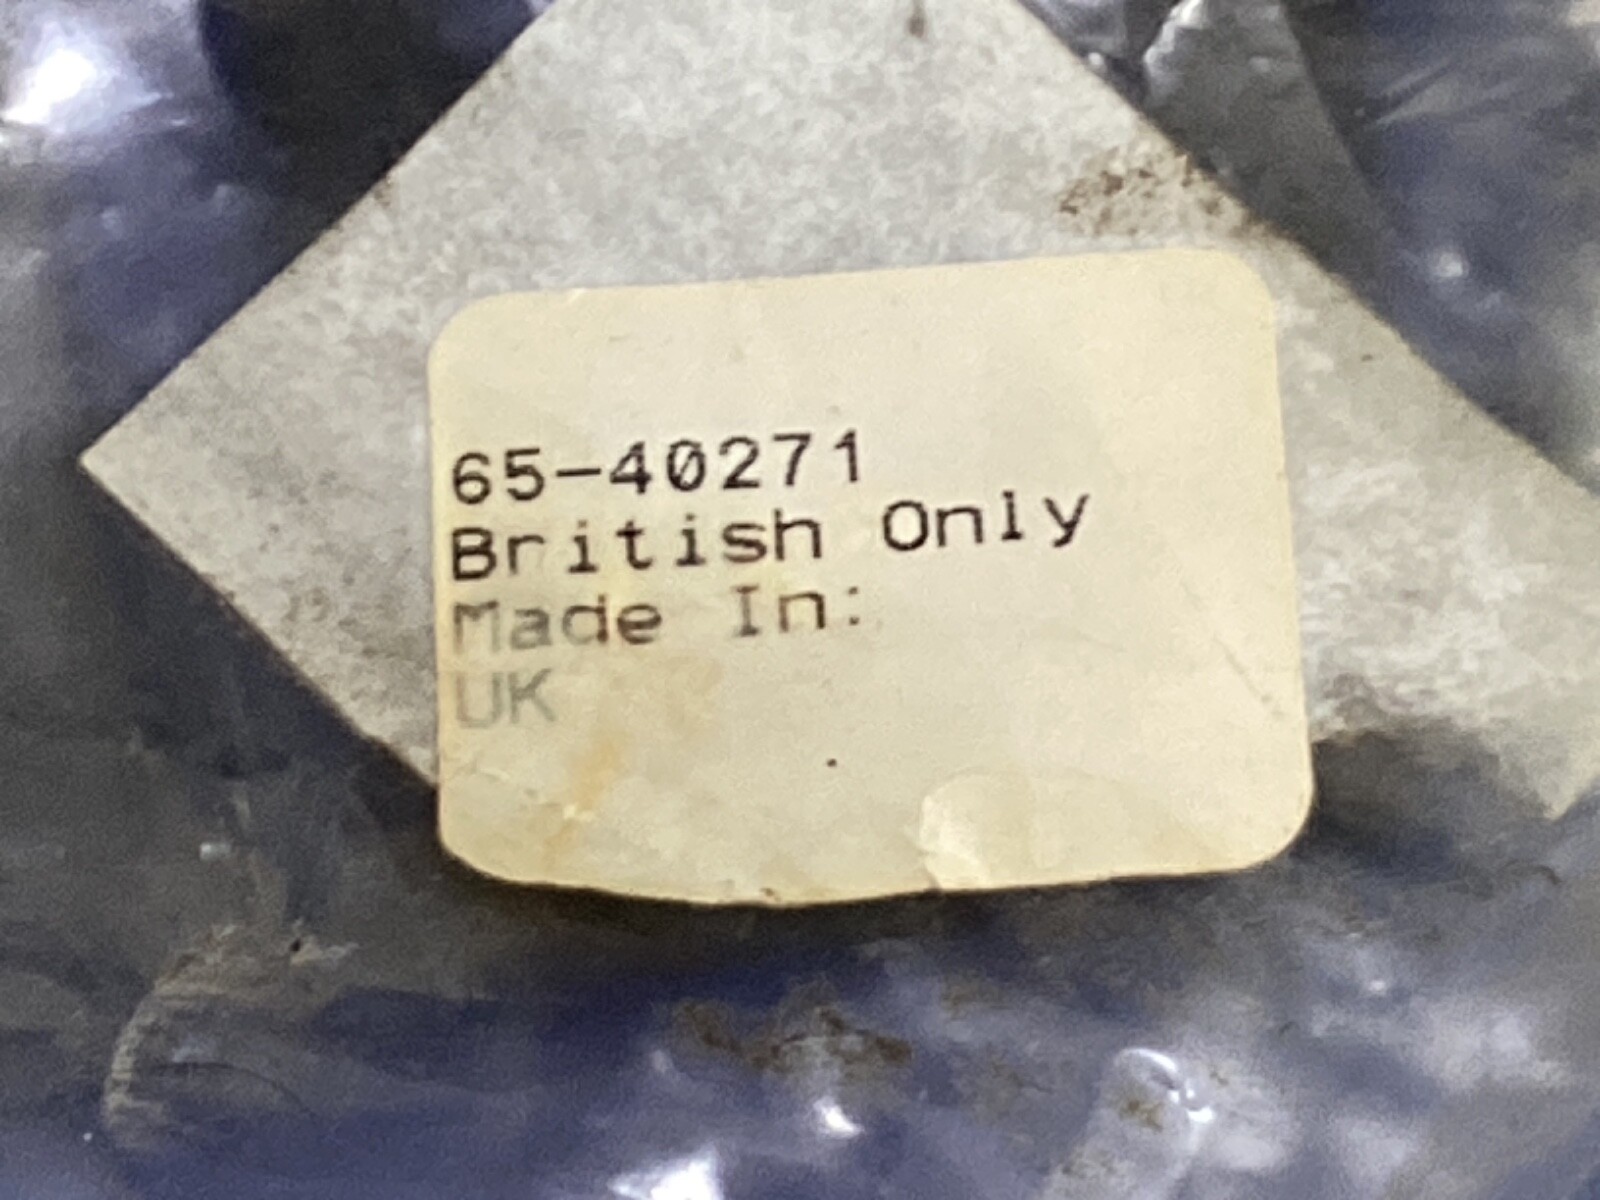 65-40271
British Only
Made In:
UK